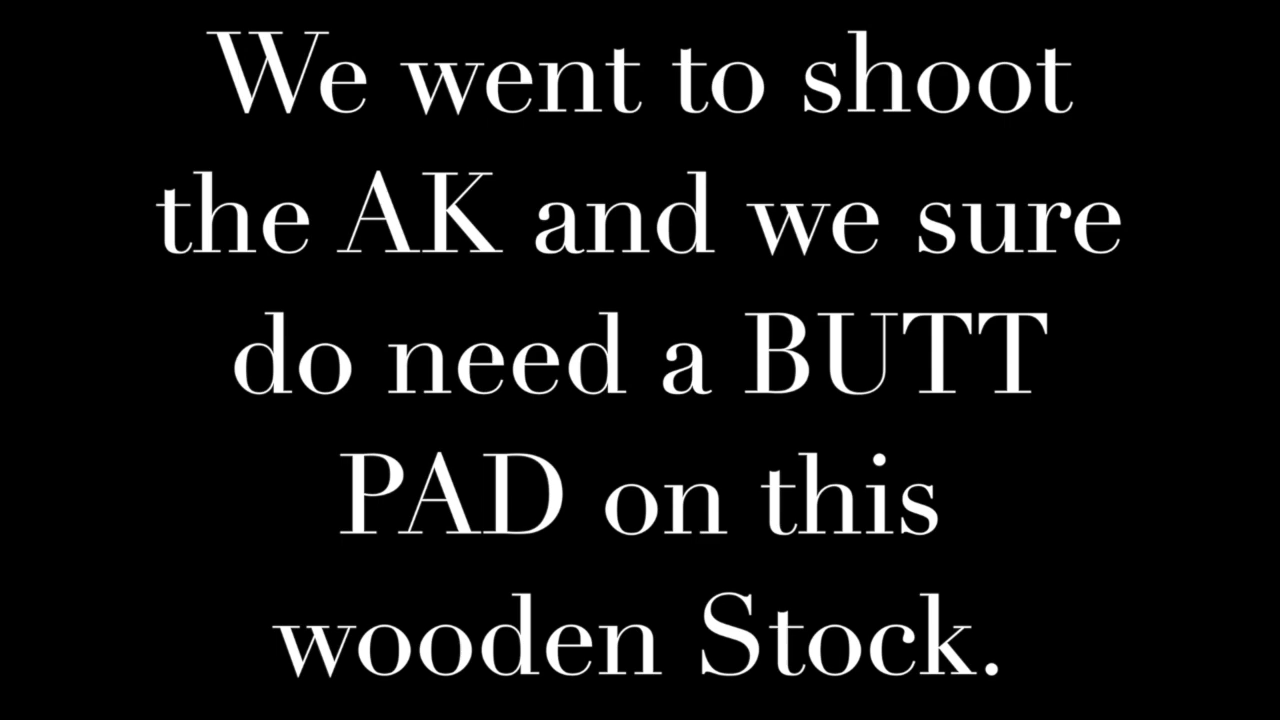 We went to shoot
the AK and we sure
do need a BUTT
PAD on this
wooden Stock.